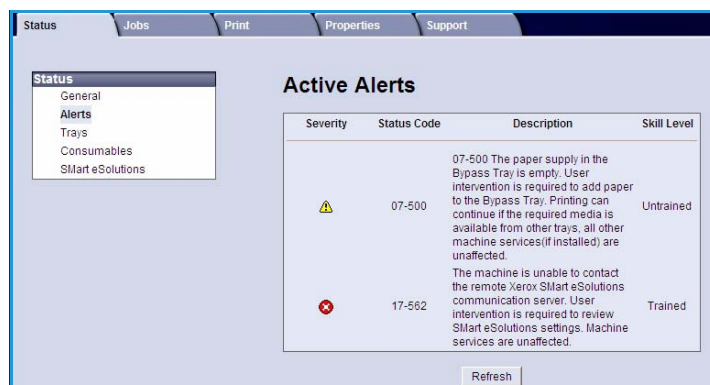 Status Jobs Print Properties Support
Status
General
Alerts
Trays
Consumables
SMart eSolutions
Active Alerts
Severity Status Code Description Skill Level
07-500 The paper supply in the
Bypass Tray is empty. User
intervention is required to add paper
to the Bypass Tray. Printing can
07-500 continue if the required media is Untrained
available from other trays, all other
machine services(if installed) are
unaffected.
The machine is unable to contact
the remote Xerox SMart eSolutions
communication server. User
17-562 intervention is required to review Trained
SMart eSolutions settings. Machine
services are unaffected.
Refresh